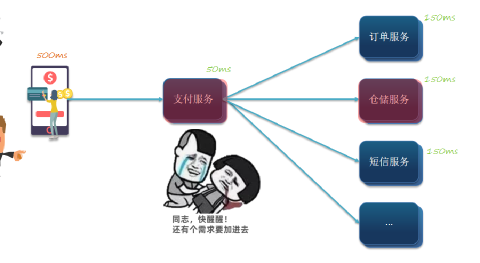 500ms
50ms
支付服务
150ms
订单服务
150ms
仓储服务
150ms
短信服务
...
同志，快醒醒！
还有个需求要加进去